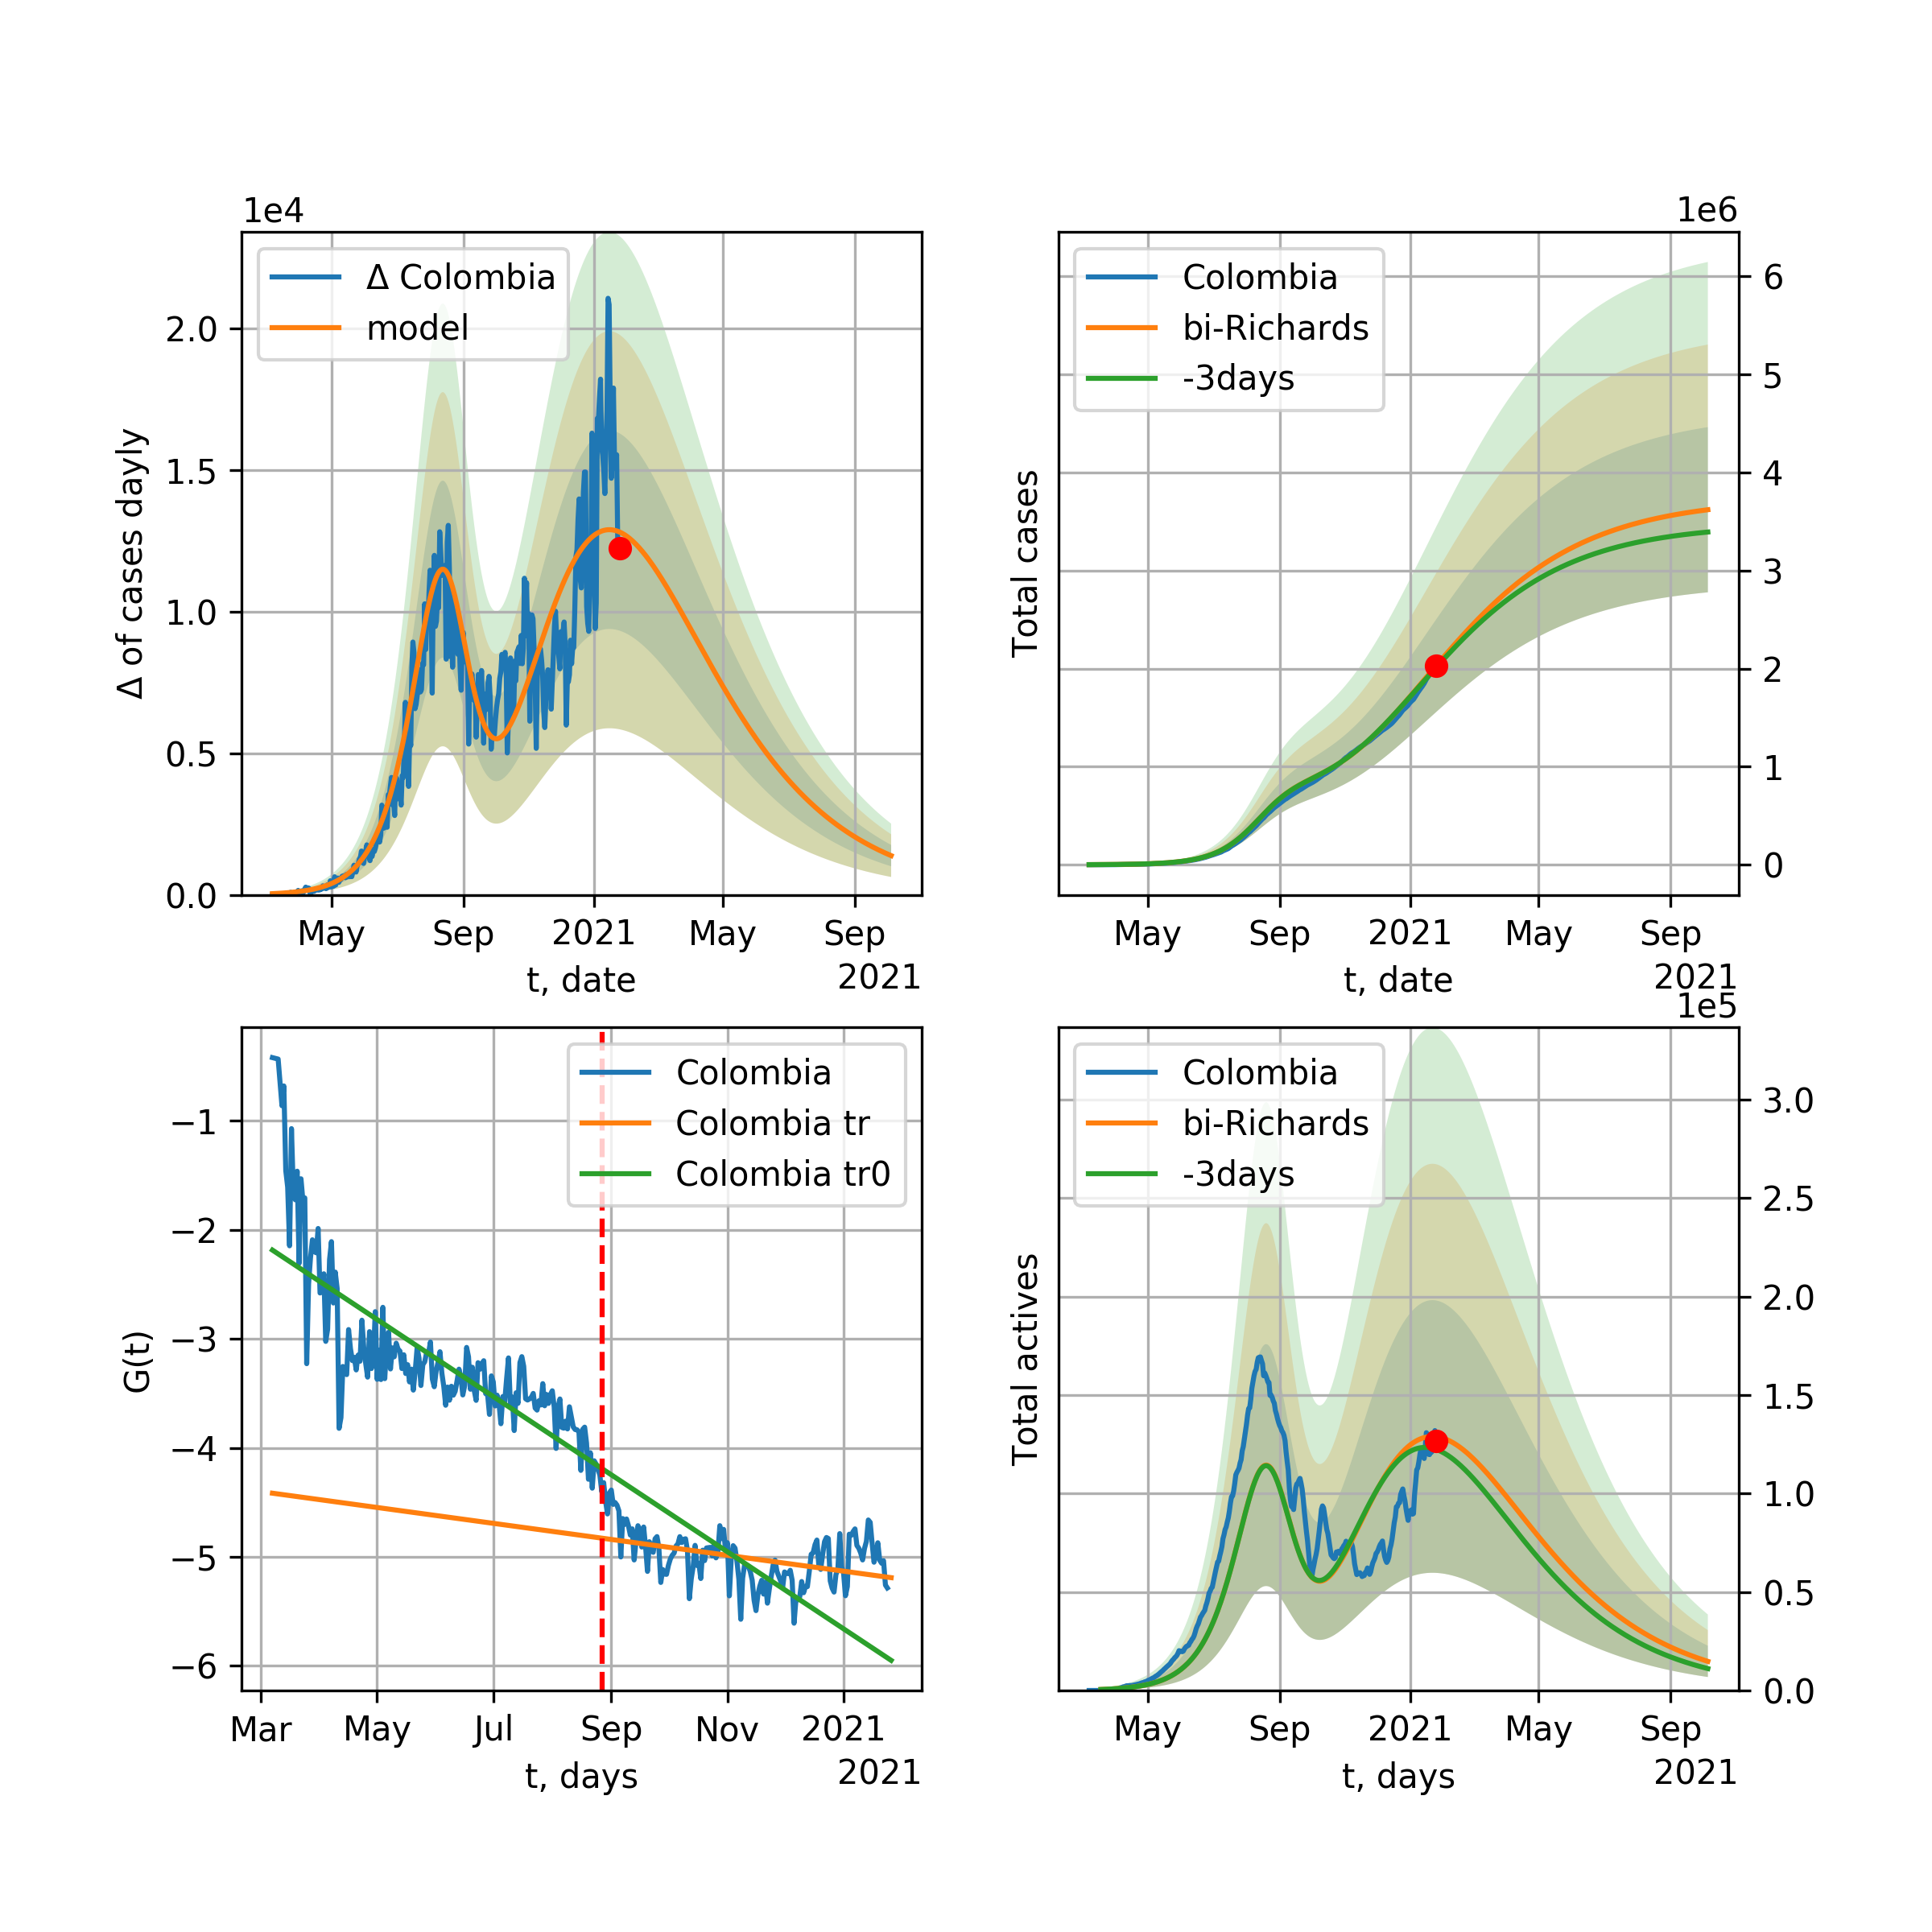 1e4
Δ Colombia
model
2.0
1.5
1.0
0.5
0.0
Δ of cases dayly
May Sep 2021 May Sep
t, date
2021
1e6
Colombia
bi-Richards
-3days
6
5
4
3
2
1
0
Total cases
May Sep 2021 May Sep
t, date
2021
Colombia
Colombia tr
Colombia tr0
−1
−2
−3
−4
−5
−6
G(t)
Mar May Jul Sep Nov 2021
t, days
2021
1e5
Colombia
bi-Richards
-3days
3.0
2.5
2.0
1.5
1.0
0.5
0.0
Total actives
May Sep 2021 May Sep
t, days
2021